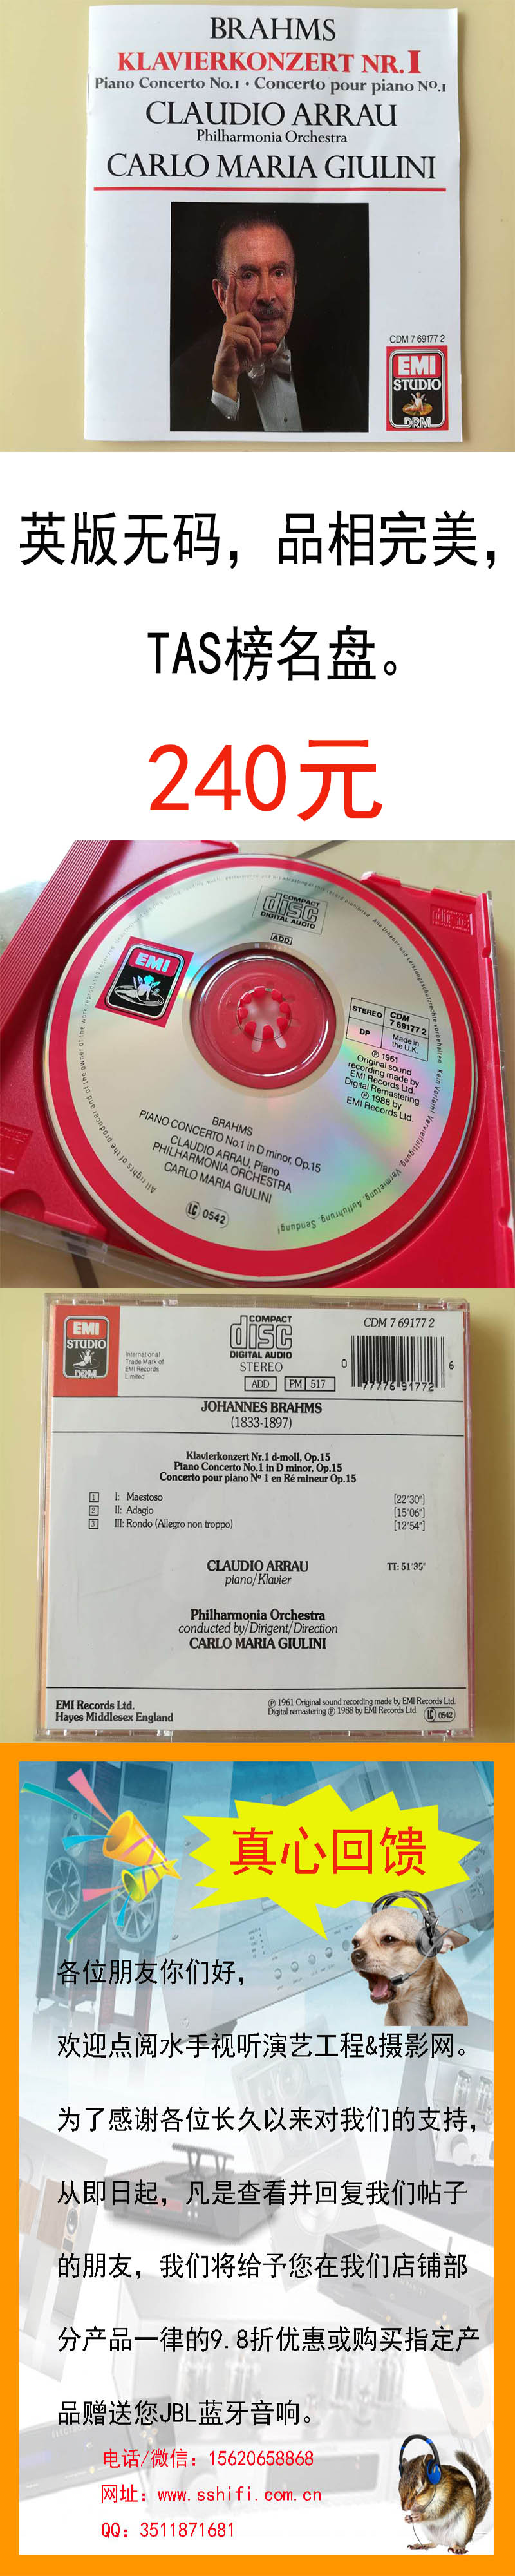 BRAHMS
KLAVIERKONZERT NR.1
Piano Concerto No.1 · Concerto pour piano Nº.1
CLAUDIO ARRAU
Philharmonia Orchestra
CARLO MARIA GIULINI
CDM 7 69177 2
EMI
STUDIO
DRM
英版无码，品相完美，
TAS榜名盘。
240元
COMPACT
disc
DIGITAL AUDIO
ADD
EMI
STEREO
CDM
7 69177 2
DP
Made in
the U.K.
℗ 1961
Original sound
recording made by
EMI Records Ltd.
Digital Remastering
℗ 1988 by
EMI Records Ltd.
BRAHMS
PIANO CONCERTO No.1 in D minor, Op.15
CLAUDIO ARRAU, Piano
PHILHARMONIA ORCHESTRA
CARLO MARIA GIULINI
LC 0542
EMI
STUDIO
DRM
International
Trade Mark of
EMI Records
Limited
COMPACT
disc
DIGITAL AUDIO
STEREO
ADD PM 517
CDM 7 69177 2
0 77776 91772 6
JOHANNES BRAHMS
(1833-1897)
Klavierkonzert Nr.1 d-moll, Op.15
Piano Concerto No.1 in D minor, Op.15
Concerto pour piano Nº 1 en Ré mineur Op.15
1 I: Maestoso [22'30"]
2 II: Adagio [15'06"]
3 III: Rondo (Allegro non troppo) [12'54"]
CLAUDIO ARRAU
piano/Klavier
TT: 51'35"
Philharmonia Orchestra
conducted by/Dirigent/Direction
CARLO MARIA GIULINI
EMI Records Ltd.
Hayes Middlesex England
℗ 1961 Original sound recording made by EMI Records Ltd.
Digital remastering ℗ 1988 by EMI Records Ltd.
LC 0542
真心回馈
各位朋友你们好，
欢迎点阅水手视听演艺工程&摄影网。
为了感谢各位长久以来对我们的支持，
从即日起，凡是查看并回复我们帖子
的朋友，我们将给予您在我们店铺部
分产品一律的9.8折优惠或购买指定产
品赠送您JBL蓝牙音响。
电话/微信：15620658868
网址：www.sshifi.com.cn
QQ：3511871681